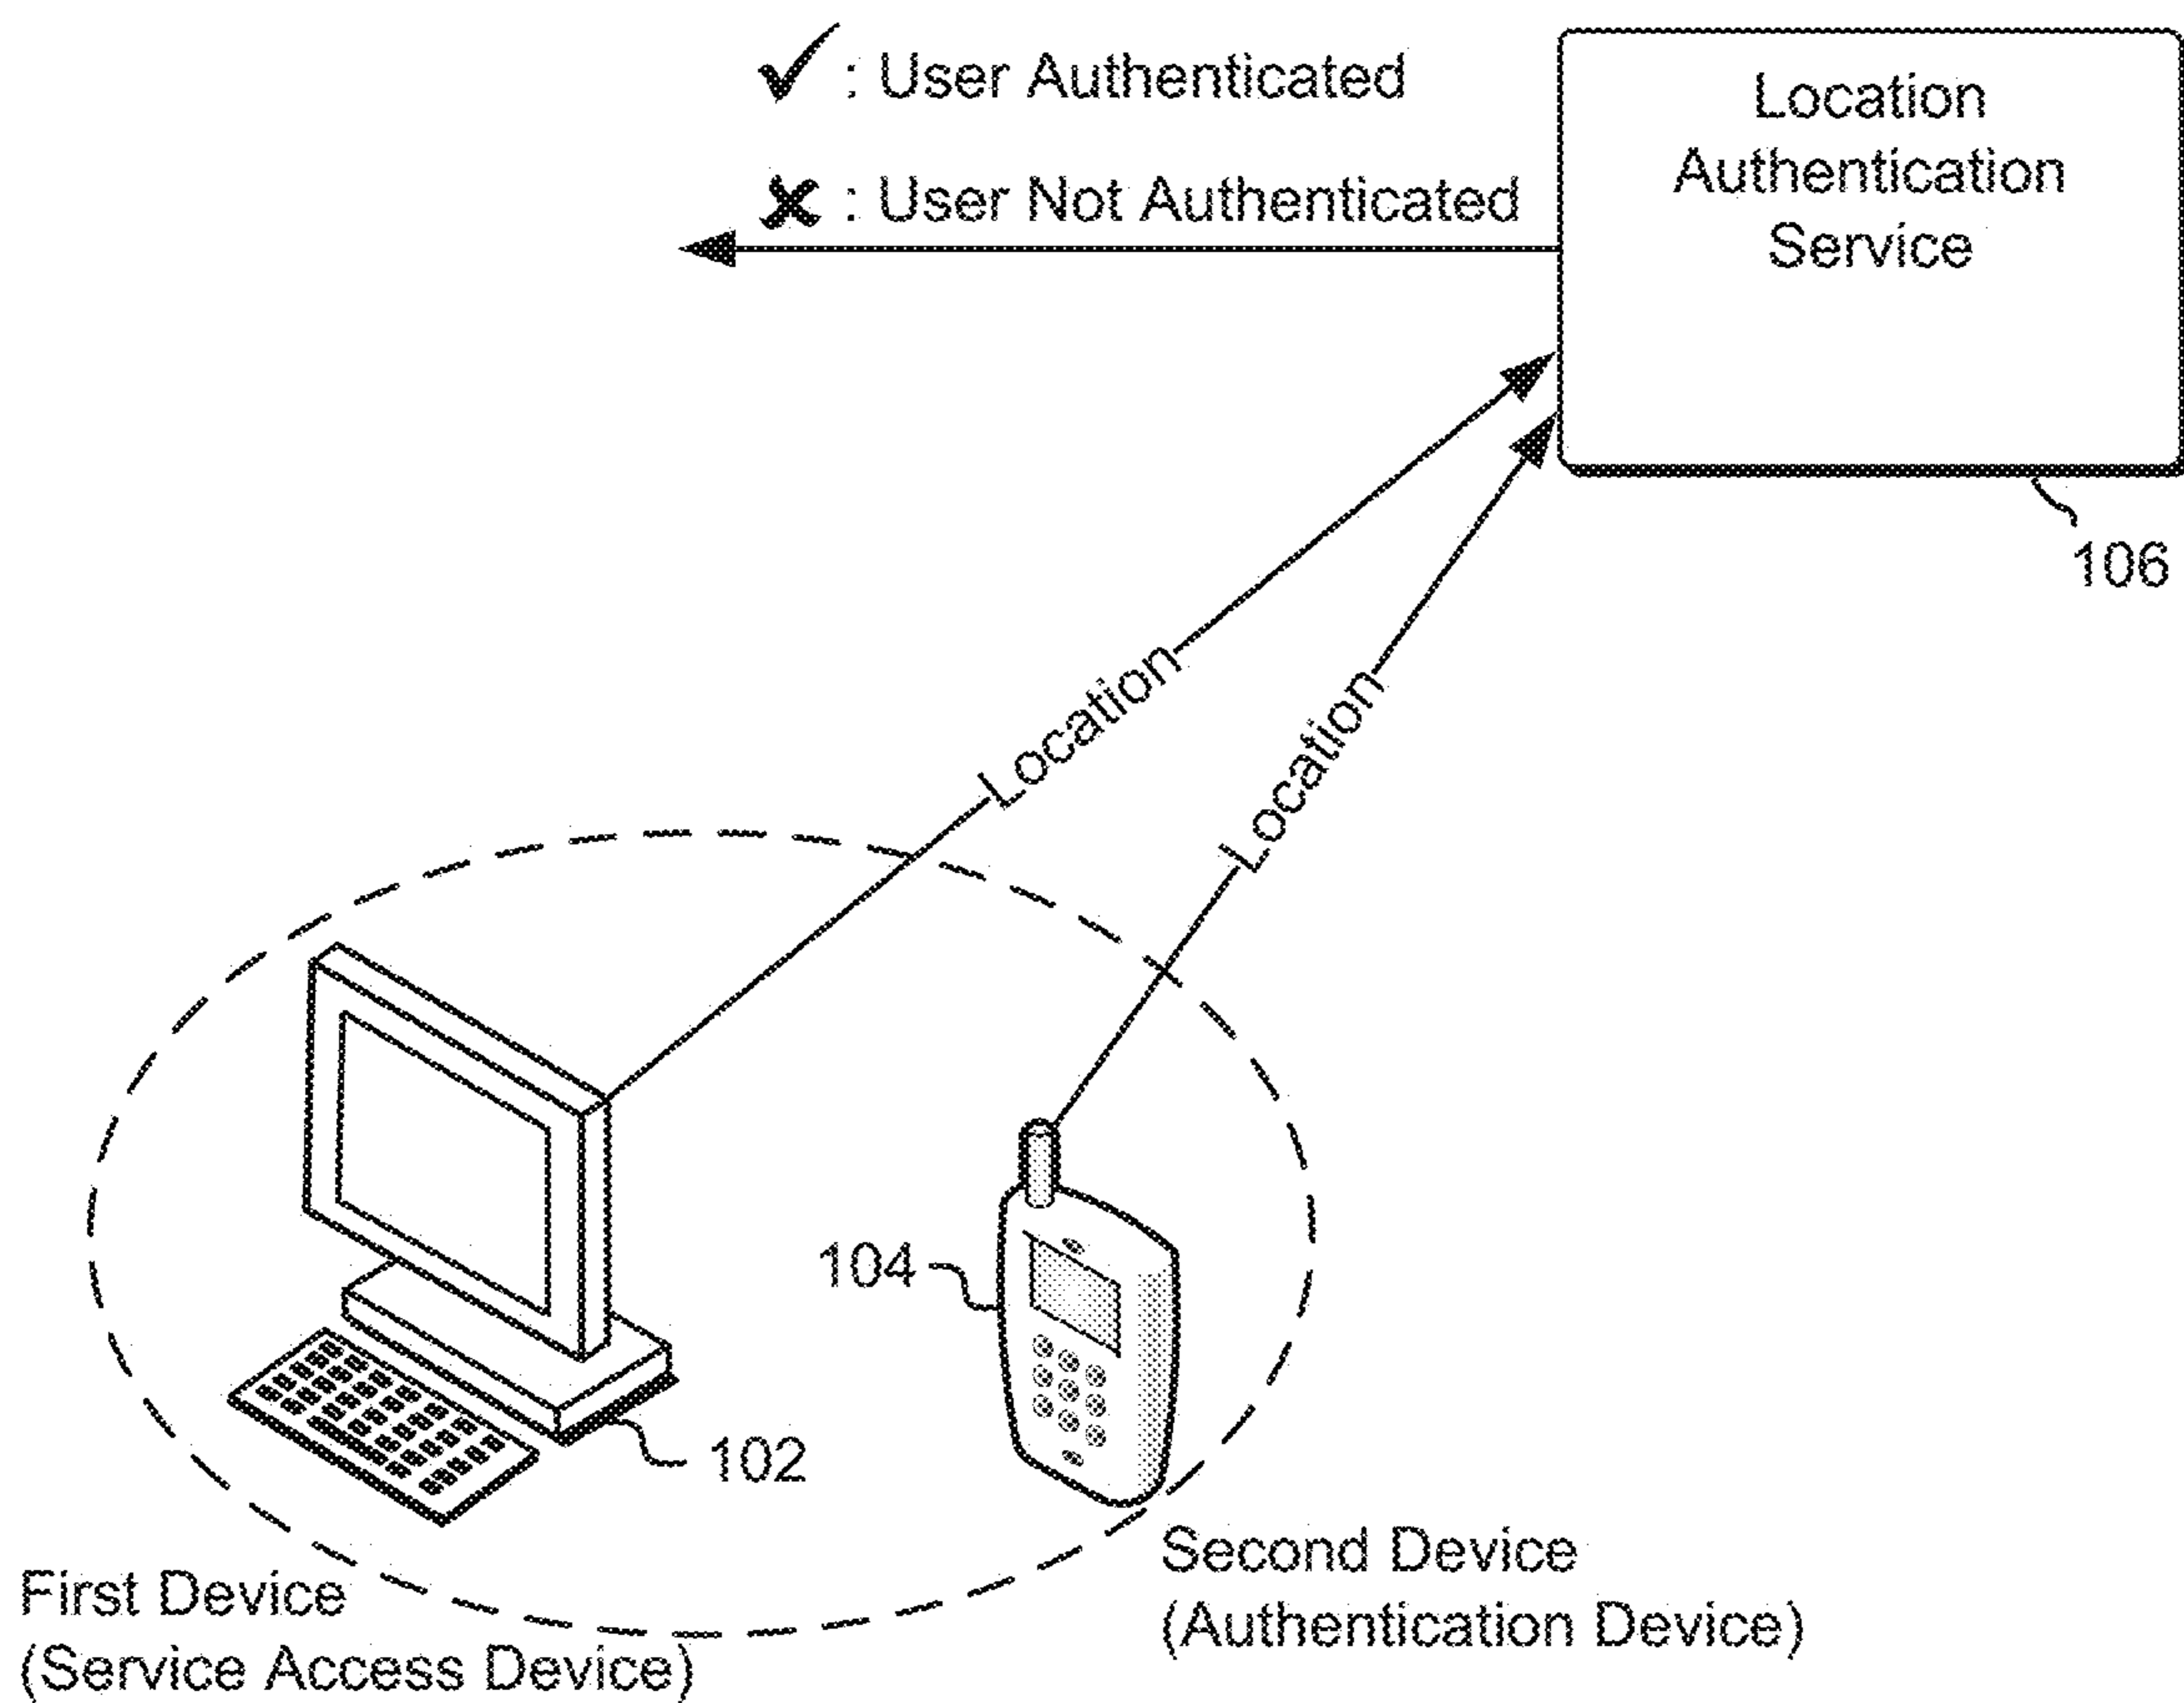 ✓ : User Authenticated
✗ : User Not Authenticated
Location
Authentication
Service
106
Location
Location
104
102
First Device
(Service Access Device)
Second Device
(Authentication Device)